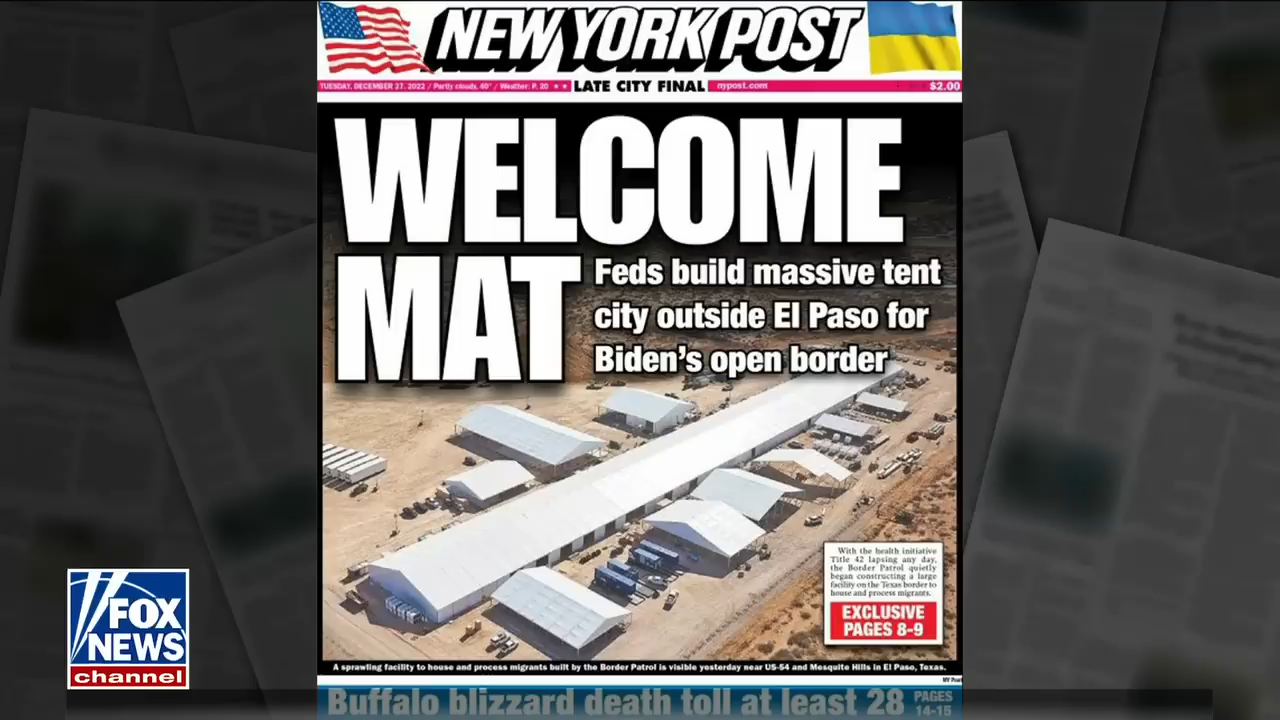 NEW YORK POST
TUESDAY, DECEMBER 27, 2022 / Partly cloudy, 40° / Weather: P. 20 ★★ LATE CITY FINAL nypost.com $2.00
WELCOME
MAT
Feds build massive tent
city outside El Paso for
Biden's open border
With the health initiative
Title 42 lapsing any day,
the Border Patrol quietly
began constructing a large
facility on the Texas border to
house and process migrants.
EXCLUSIVE
PAGES 8-9
A sprawling facility to house and process migrants built by the Border Patrol is visible yesterday near US-54 and Mesquite Hills in El Paso, Texas.
Buffalo blizzard death toll at least 28 PAGES
14-15
FOX
NEWS
channel